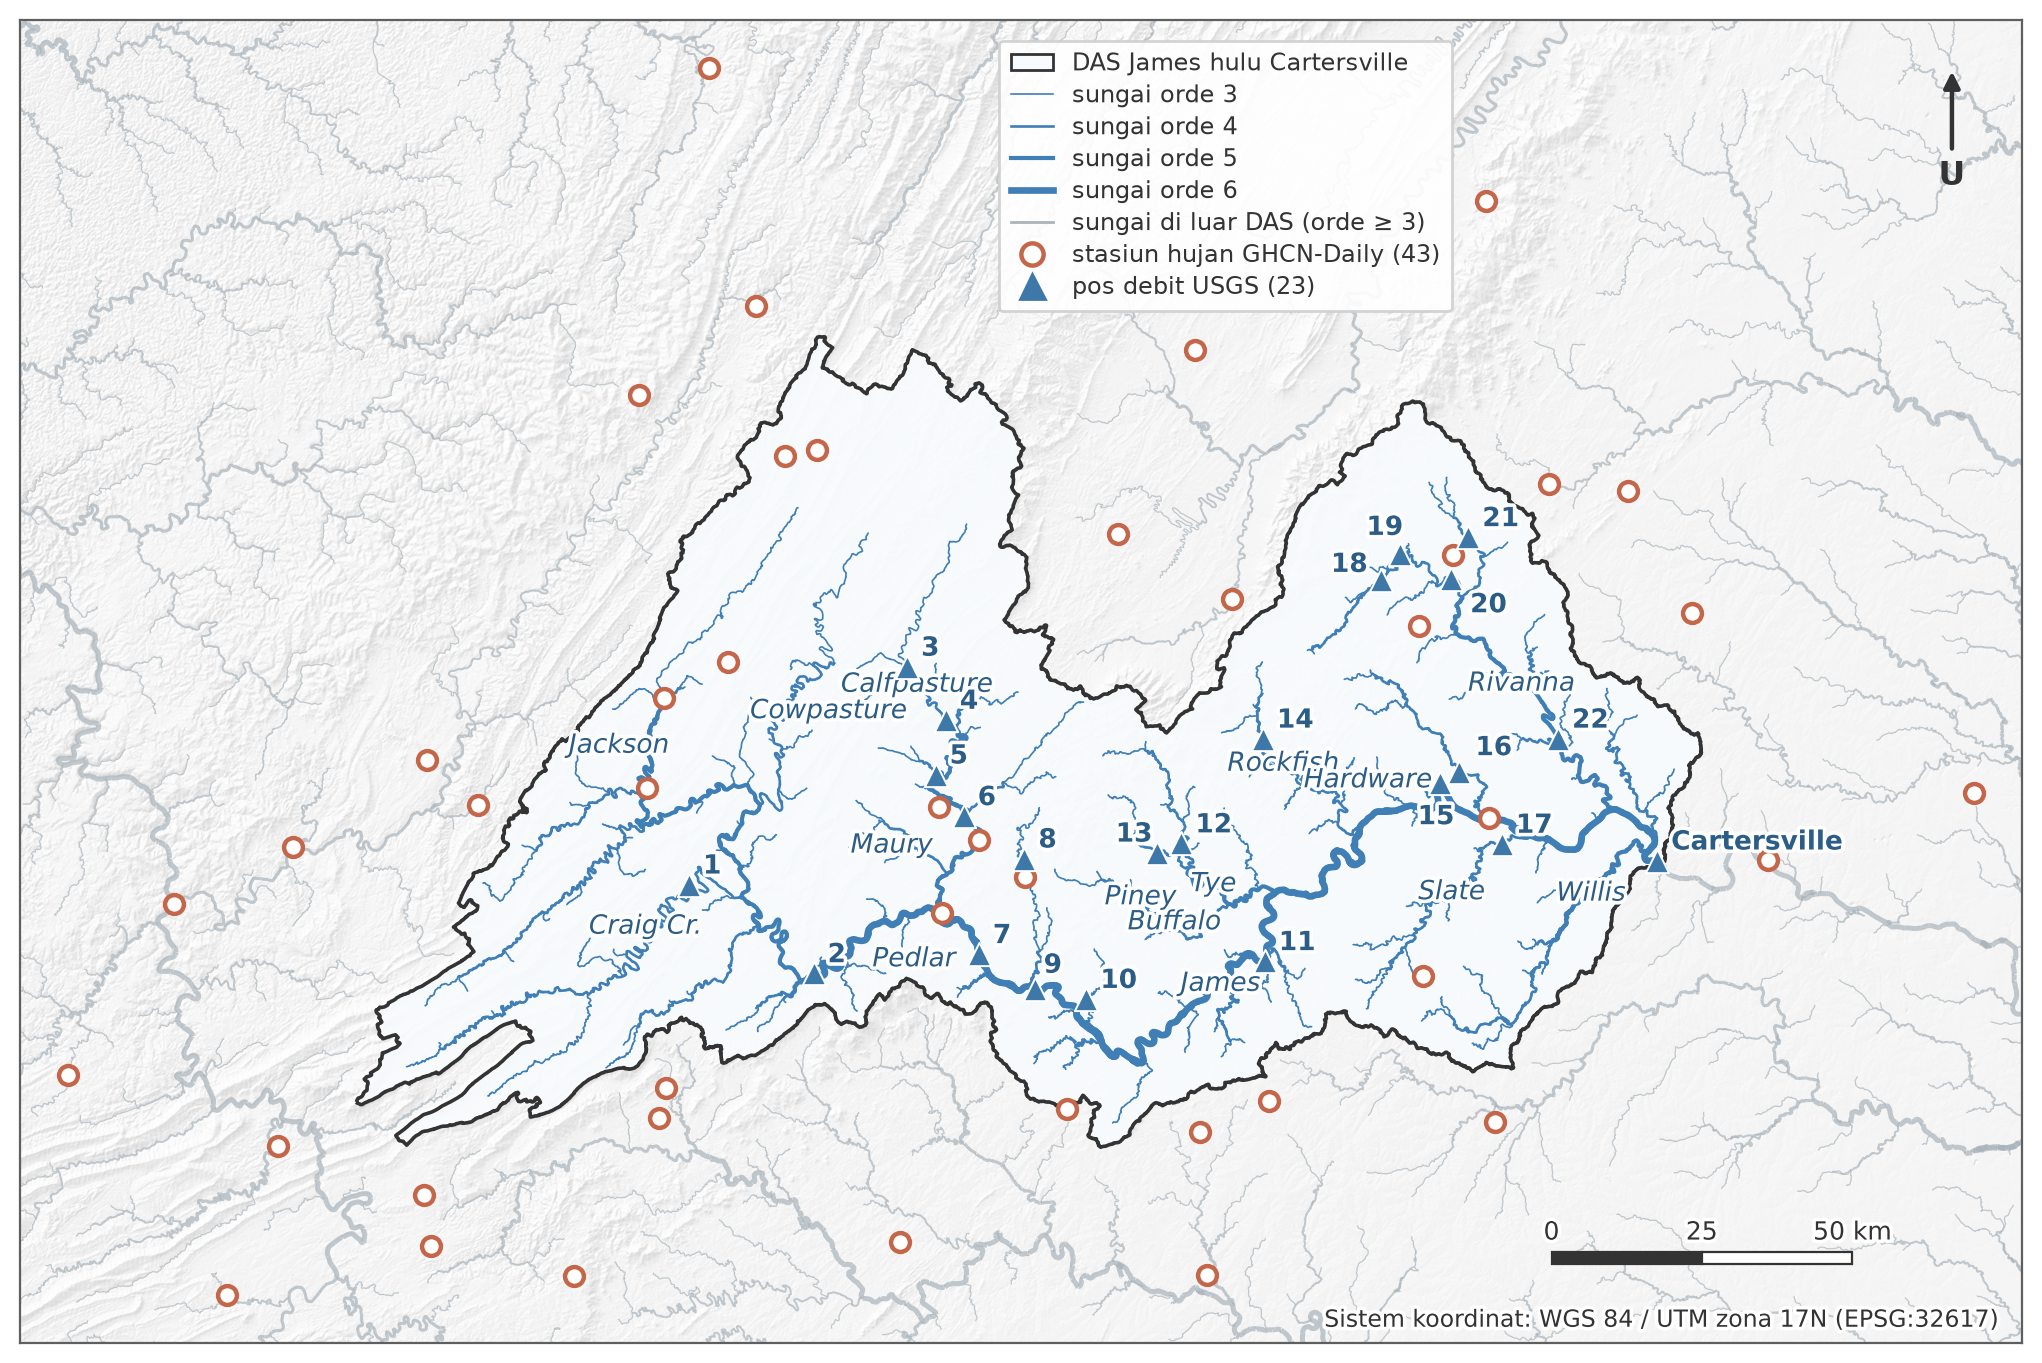 DAS James hulu Cartersville
sungai orde 3
sungai orde 4
sungai orde 5
sungai orde 6
sungai di luar DAS (orde ≥ 3)
stasiun hujan GHCN-Daily (43)
pos debit USGS (23)
U
21
19
18
20
3
Calfpasture
4
Cowpasture
Rivanna
14
22
Jackson
16
5
Rockfish
Hardware
6
15
17
13
12
8
Maury
Cartersville
1
Tye
Piney
Slate
Willis
Buffalo
Craig Cr.
7
11
2
Pedlar
9
10
James
0
25
50 km
Sistem koordinat: WGS 84 / UTM zona 17N (EPSG:32617)